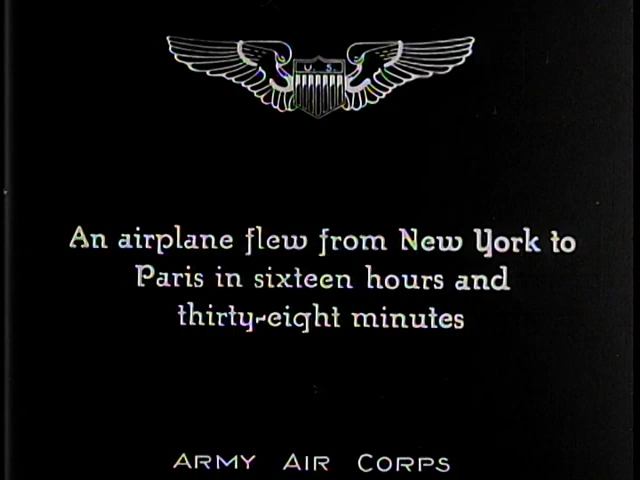 U. S.
An airplane flew from New York to
Paris in sixteen hours and
thirty-eight minutes
ARMY AIR CORPS